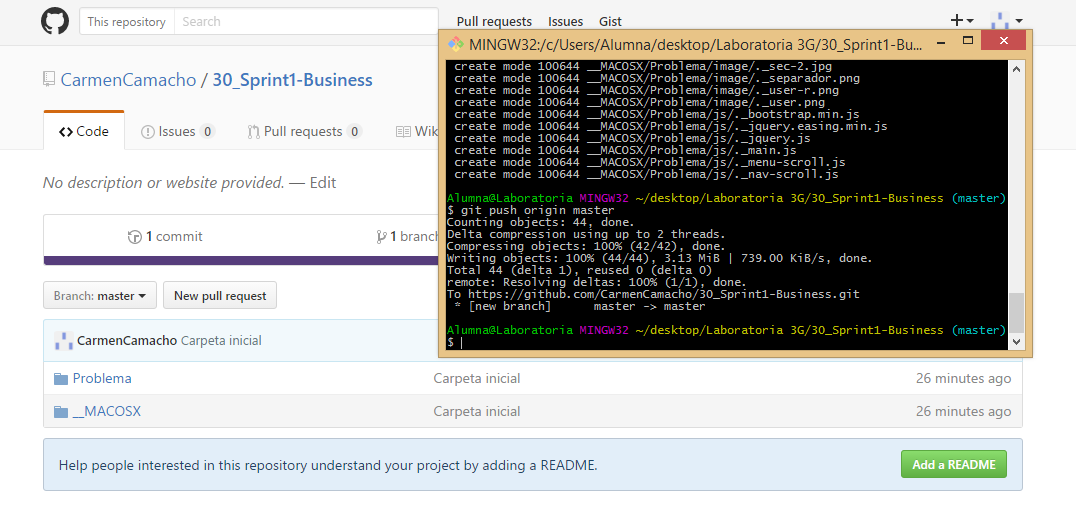 This repository Search
Pull requests Issues Gist
CarmenCamacho / 30_Sprint1-Business
Code Issues 0 Pull requests 0 Wik
No description or website provided. — Edit
1 commit 1 branch
Branch: master New pull request
CarmenCamacho Carpeta inicial
Problema Carpeta inicial 26 minutes ago
__MACOSX Carpeta inicial 26 minutes ago
Help people interested in this repository understand your project by adding a README. Add a README
MINGW32:/c/Users/Alumna/desktop/Laboratoria 3G/30_Sprint1-Bu...
create mode 100644 __MACOSX/Problema/image/._sec-2.jpg
create mode 100644 __MACOSX/Problema/image/._separador.png
create mode 100644 __MACOSX/Problema/image/._user-r.png
create mode 100644 __MACOSX/Problema/image/._user.png
create mode 100644 __MACOSX/Problema/js/._bootstrap.min.js
create mode 100644 __MACOSX/Problema/js/._jquery.easing.min.js
create mode 100644 __MACOSX/Problema/js/._jquery.js
create mode 100644 __MACOSX/Problema/js/._main.js
create mode 100644 __MACOSX/Problema/js/._menu-scroll.js
create mode 100644 __MACOSX/Problema/js/._nav-scroll.js
Alumna@Laboratoria MINGW32 ~/desktop/Laboratoria 3G/30_Sprint1-Business (master)
$ git push origin master
Counting objects: 44, done.
Delta compression using up to 2 threads.
Compressing objects: 100% (42/42), done.
Writing objects: 100% (44/44), 3.13 MiB | 739.00 KiB/s, done.
Total 44 (delta 1), reused 0 (delta 0)
remote: Resolving deltas: 100% (1/1), done.
To https://github.com/CarmenCamacho/30_Sprint1-Business.git
* [new branch] master -> master
Alumna@Laboratoria MINGW32 ~/desktop/Laboratoria 3G/30_Sprint1-Business (master)
$